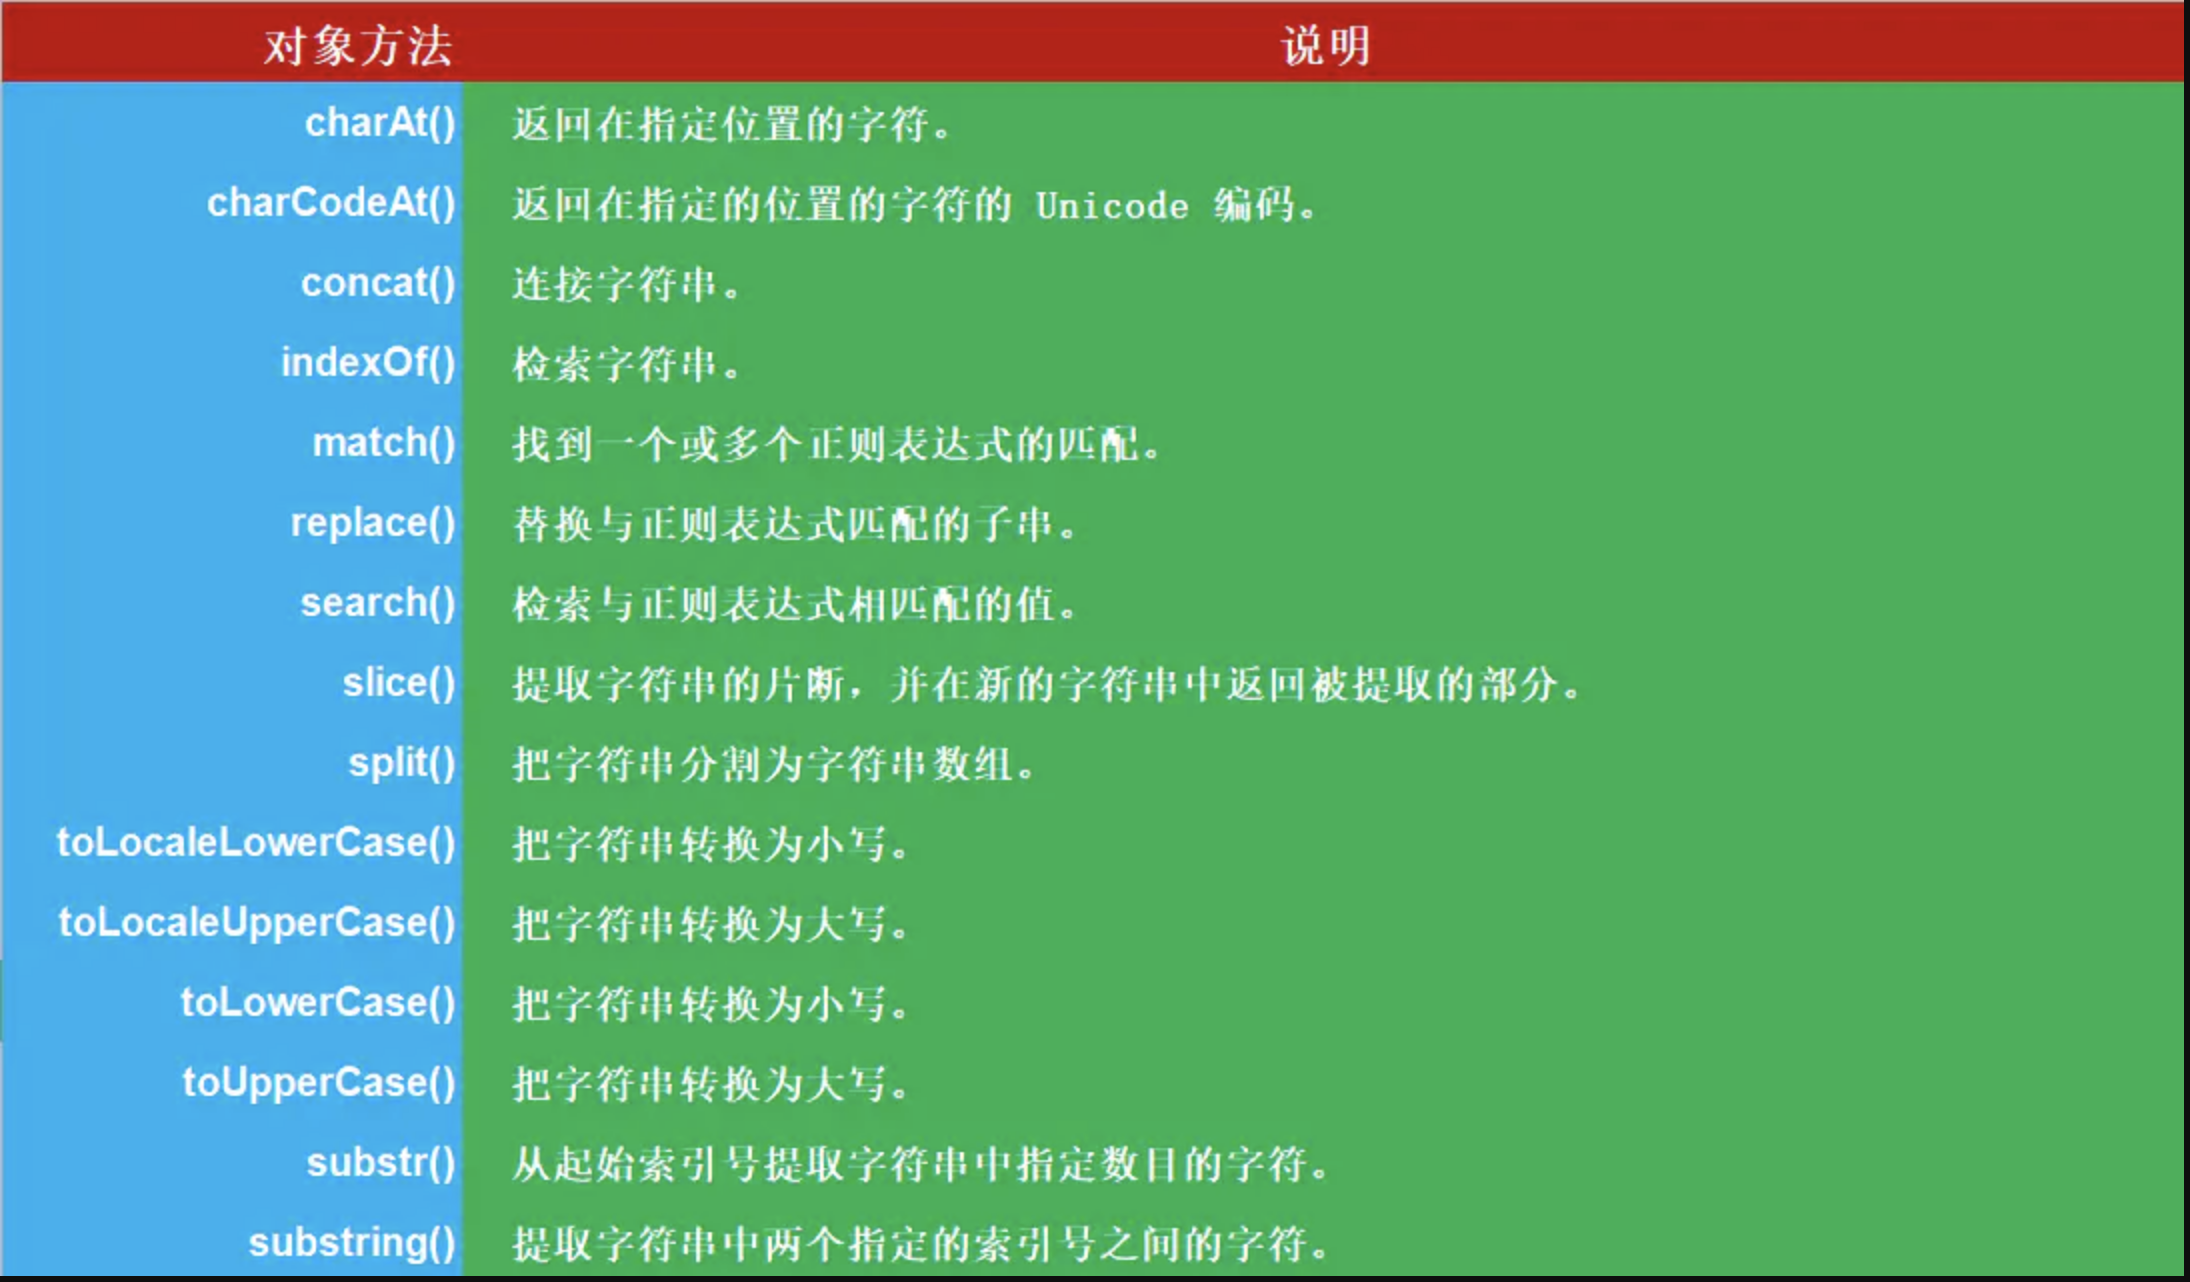 对象方法 说明
charAt() 返回在指定位置的字符。
charCodeAt() 返回在指定的位置的字符的 Unicode 编码。
concat() 连接字符串。
indexOf() 检索字符串。
match() 找到一个或多个正则表达式的匹配。
replace() 替换与正则表达式匹配的子串。
search() 检索与正则表达式相匹配的值。
slice() 提取字符串的片断，并在新的字符串中返回被提取的部分。
split() 把字符串分割为字符串数组。
toLocaleLowerCase() 把字符串转换为小写。
toLocaleUpperCase() 把字符串转换为大写。
toLowerCase() 把字符串转换为小写。
toUpperCase() 把字符串转换为大写。
substr() 从起始索引号提取字符串中指定数目的字符。
substring() 提取字符串中两个指定的索引号之间的字符。